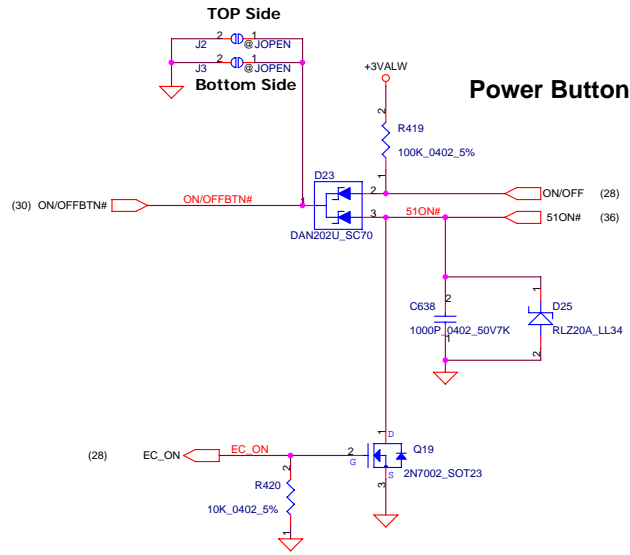 TOP Side
2 1
J2 @JOPEN
2 1
J3 @JOPEN
Bottom Side
+3VALW
Power Button
2
R419
100K_0402_5%
1
D23
(30) ON/OFFBTN# ON/OFFBTN# 1
2 ON/OFF (28)
3 51ON# 51ON# (36)
DAN202U_SC70
2
C638
1000P_0402_50V7K
1
1
D25
RLZ20A_LL34
2
1 D
(28) EC_ON EC_ON 2 G
Q19
2N7002_SOT23
S
3
2
R420
10K_0402_5%
1